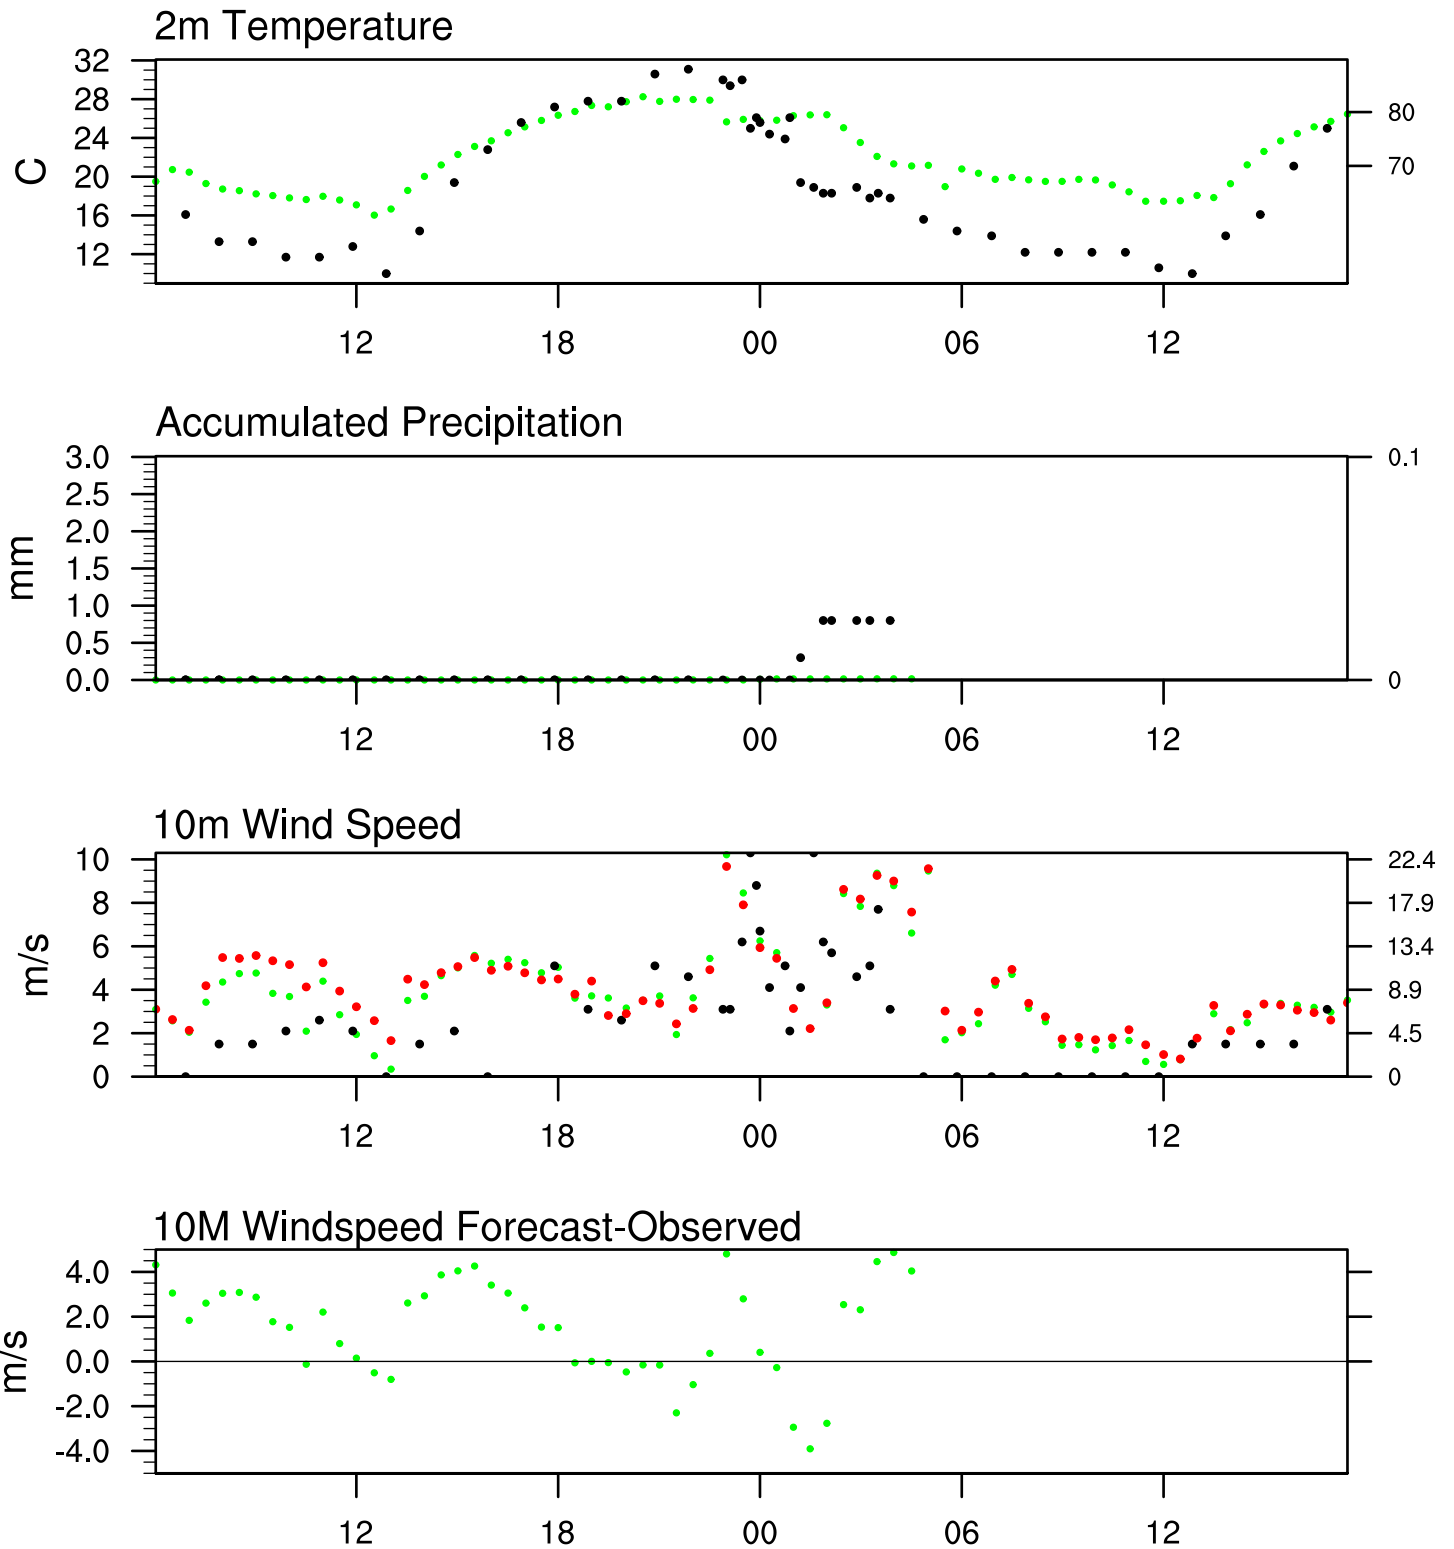 2m Temperature
32
28
24
20
16
12
C
80
70
12 18 00 06 12
Accumulated Precipitation
3.0
2.5
2.0
1.5
1.0
0.5
0.0
mm
0.1
0
12 18 00 06 12
10m Wind Speed
10
8
6
4
2
0
m/s
22.4
17.9
13.4
8.9
4.5
0
12 18 00 06 12
10M Windspeed Forecast-Observed
4.0
2.0
0.0
-2.0
-4.0
m/s
12 18 00 06 12